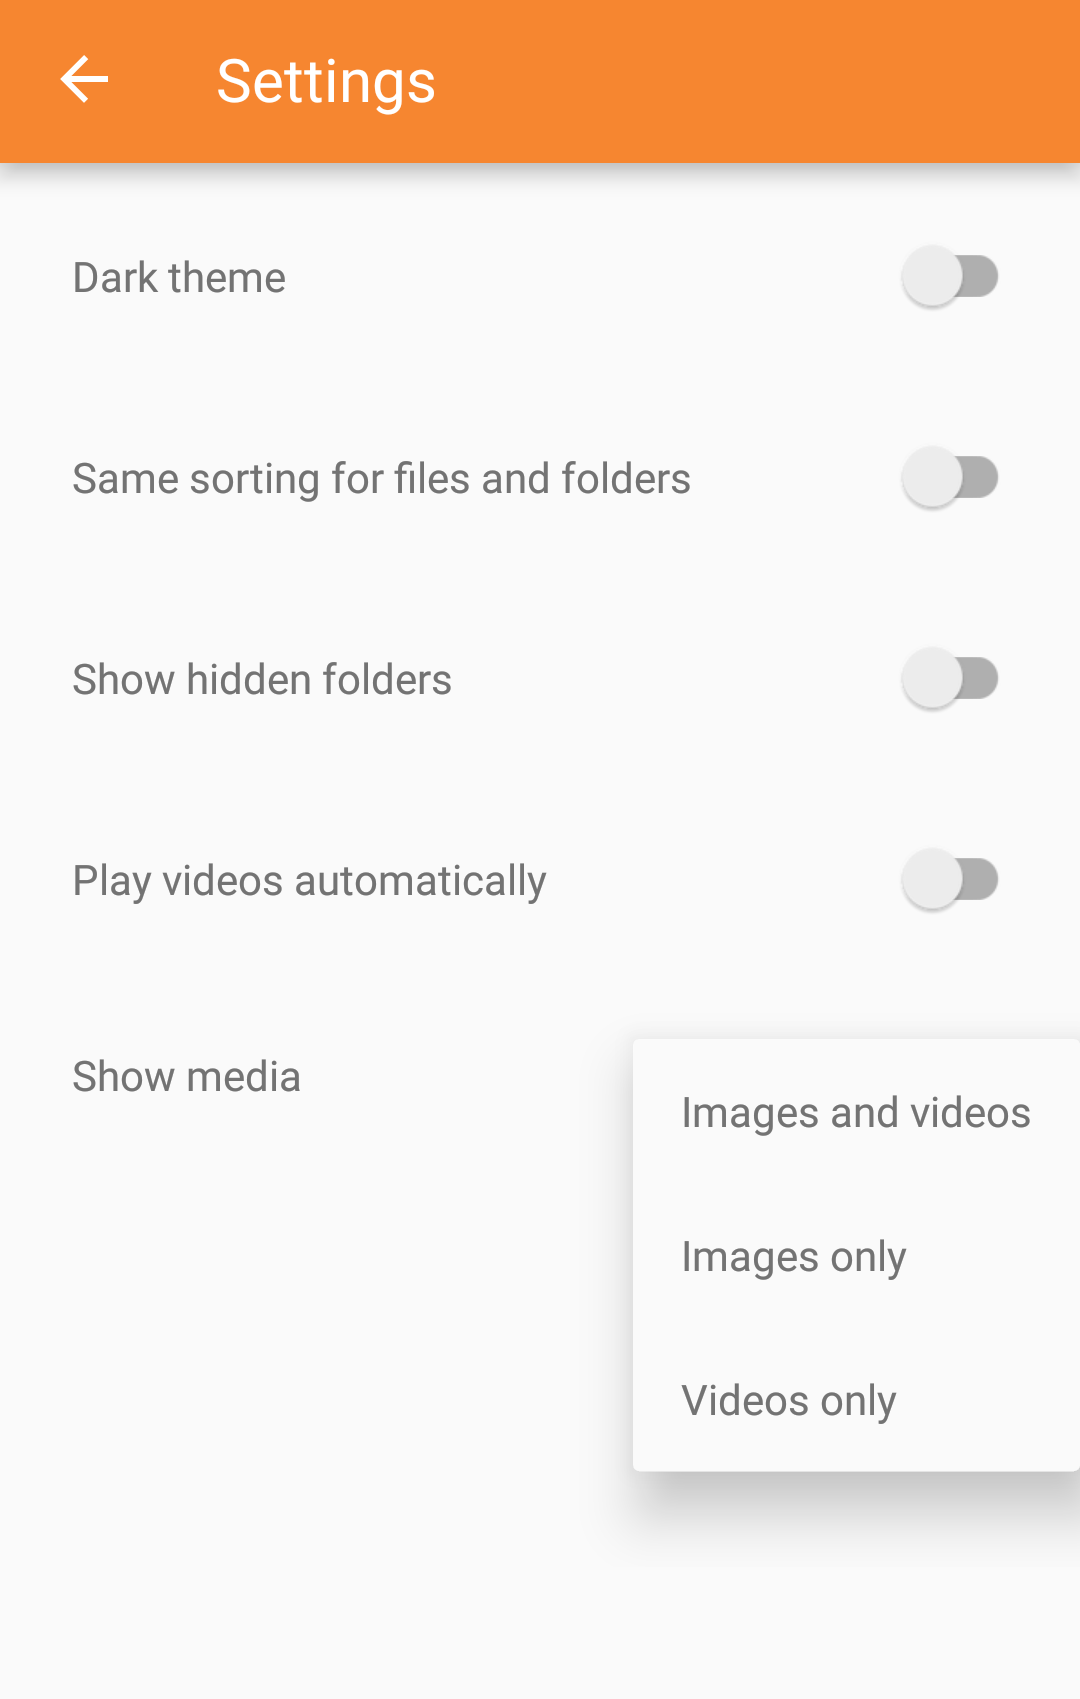 Settings
Dark theme
Same sorting for files and folders
Show hidden folders
Play videos automatically
Show media
Images and videos
Images only
Videos only